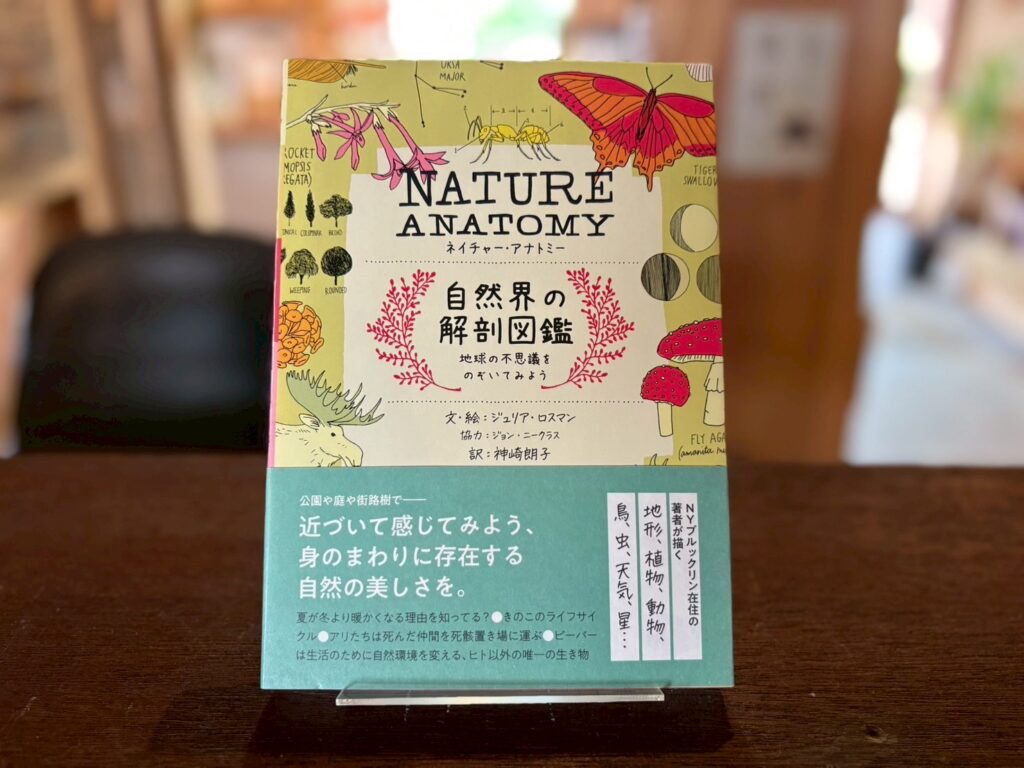 URSA
MAJOR
NATURE
ANATOMY
ネイチャー・アナトミー
自然界の
解剖図鑑
地球の不思議を
のぞいてみよう
文・絵：ジュリア・ロスマン
協力：ジョン・ニークラス
訳：神崎朗子
COLUMNAR
WEEPING
ROUNDED
TIGER
SWALLOW
FLY AGA
(amanita mu
公園や庭や街路樹で――
近づいて感じてみよう、
身のまわりに存在する
自然の美しさを。
夏が冬より暖かくなる理由を知ってる？●きのこのライフサイ
クル●アリたちは死んだ仲間を死骸置き場に運ぶ●ビーバー
は生活のために自然環境を変える、ヒト以外の唯一の生き物
NYブルックリン在住の
著者が描く
地形、植物、動物、
鳥、虫、天気、星…